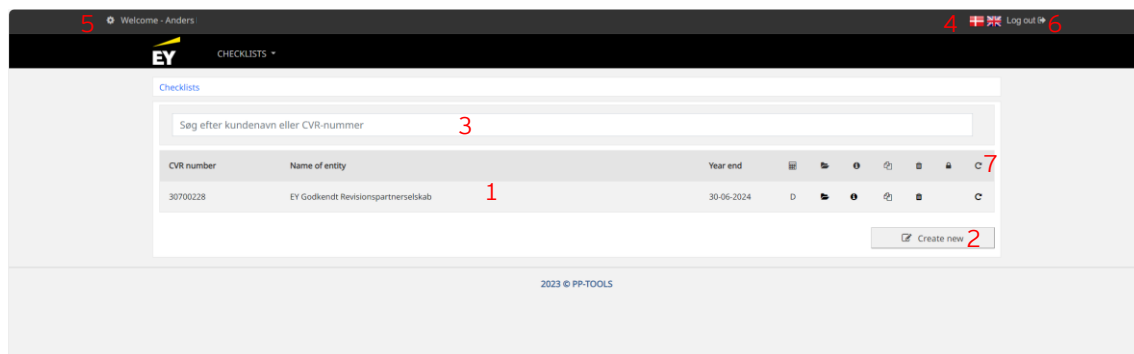 5 Welcome - Anders 4 Log out 6
EY CHECKLISTS
Checklists
Søg efter kundenavn eller CVR-nummer 3
CVR number Name of entity Year end 7
30700228 EY Godkendt Revisionspartnerselskab 1 30-06-2024 D
Create new 2
2023 © PP-TOOLS